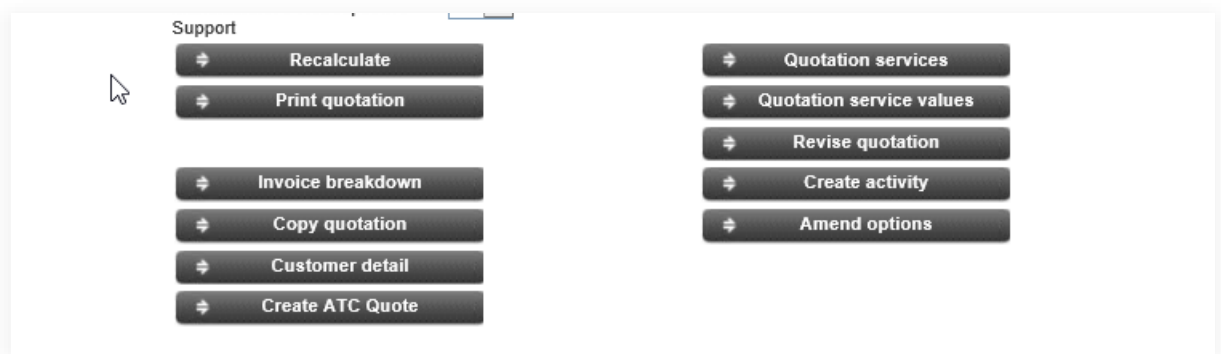 Support
Recalculate
Print quotation
Invoice breakdown
Copy quotation
Customer detail
Create ATC Quote
Quotation services
Quotation service values
Revise quotation
Create activity
Amend options